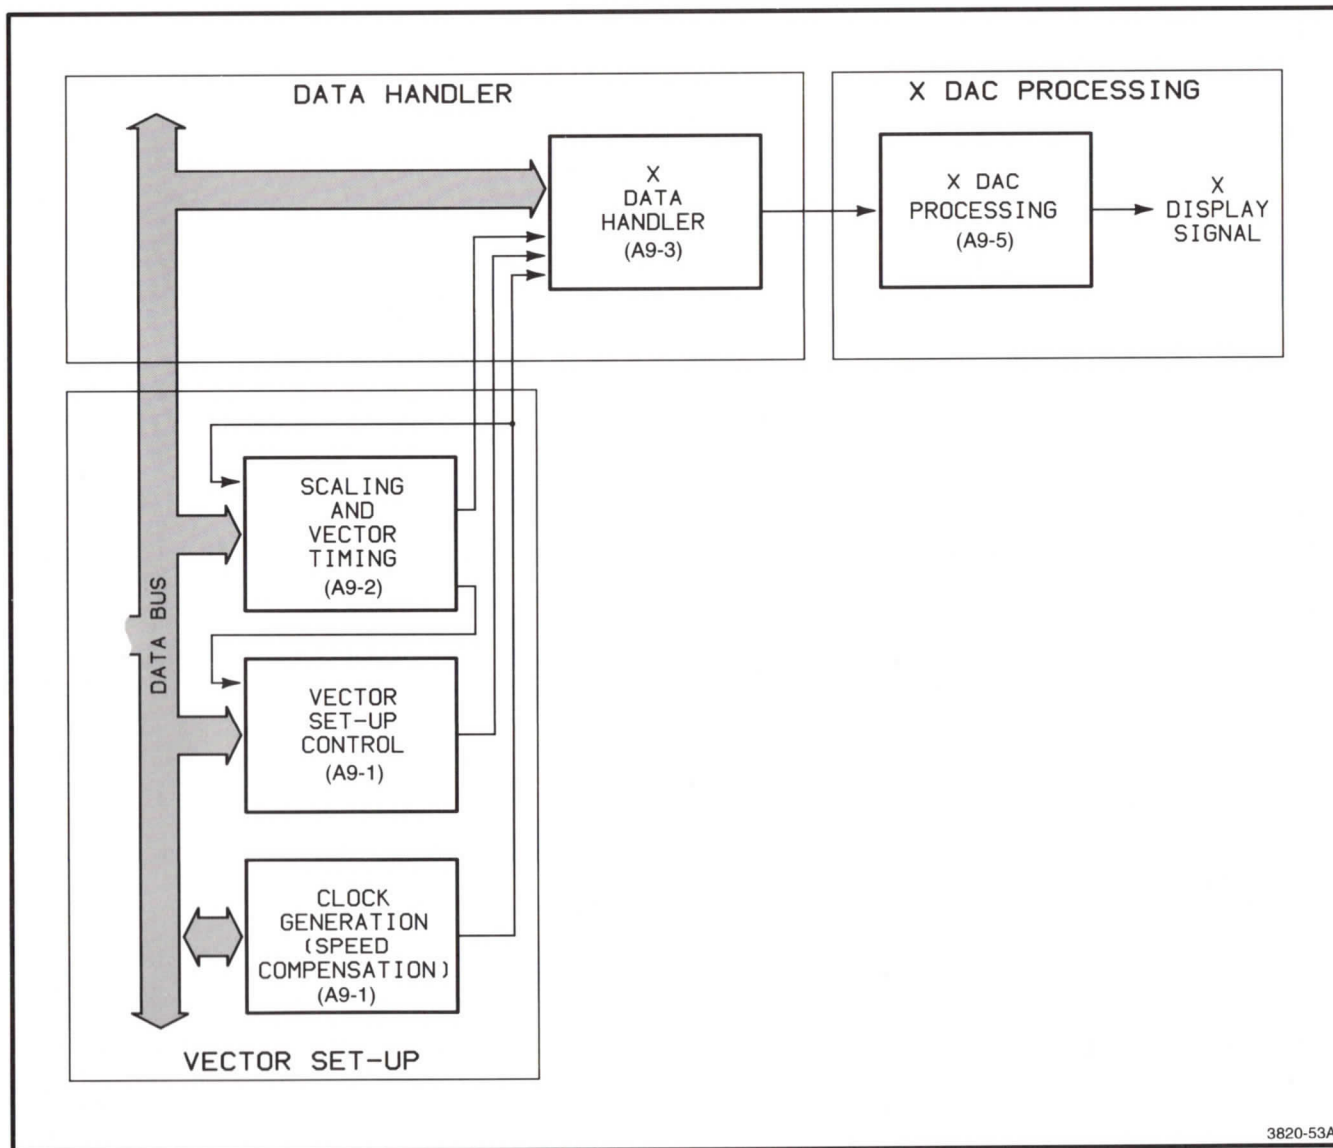 DATA HANDLER
X DAC PROCESSING
X
DATA
HANDLER
(A9-3)
X DAC
PROCESSING
(A9-5)
X
DISPLAY
SIGNAL
SCALING
AND
VECTOR
TIMING
(A9-2)
DATA BUS
VECTOR
SET-UP
CONTROL
(A9-1)
CLOCK
GENERATION
(SPEED
COMPENSATION)
(A9-1)
VECTOR SET-UP
3820-53A